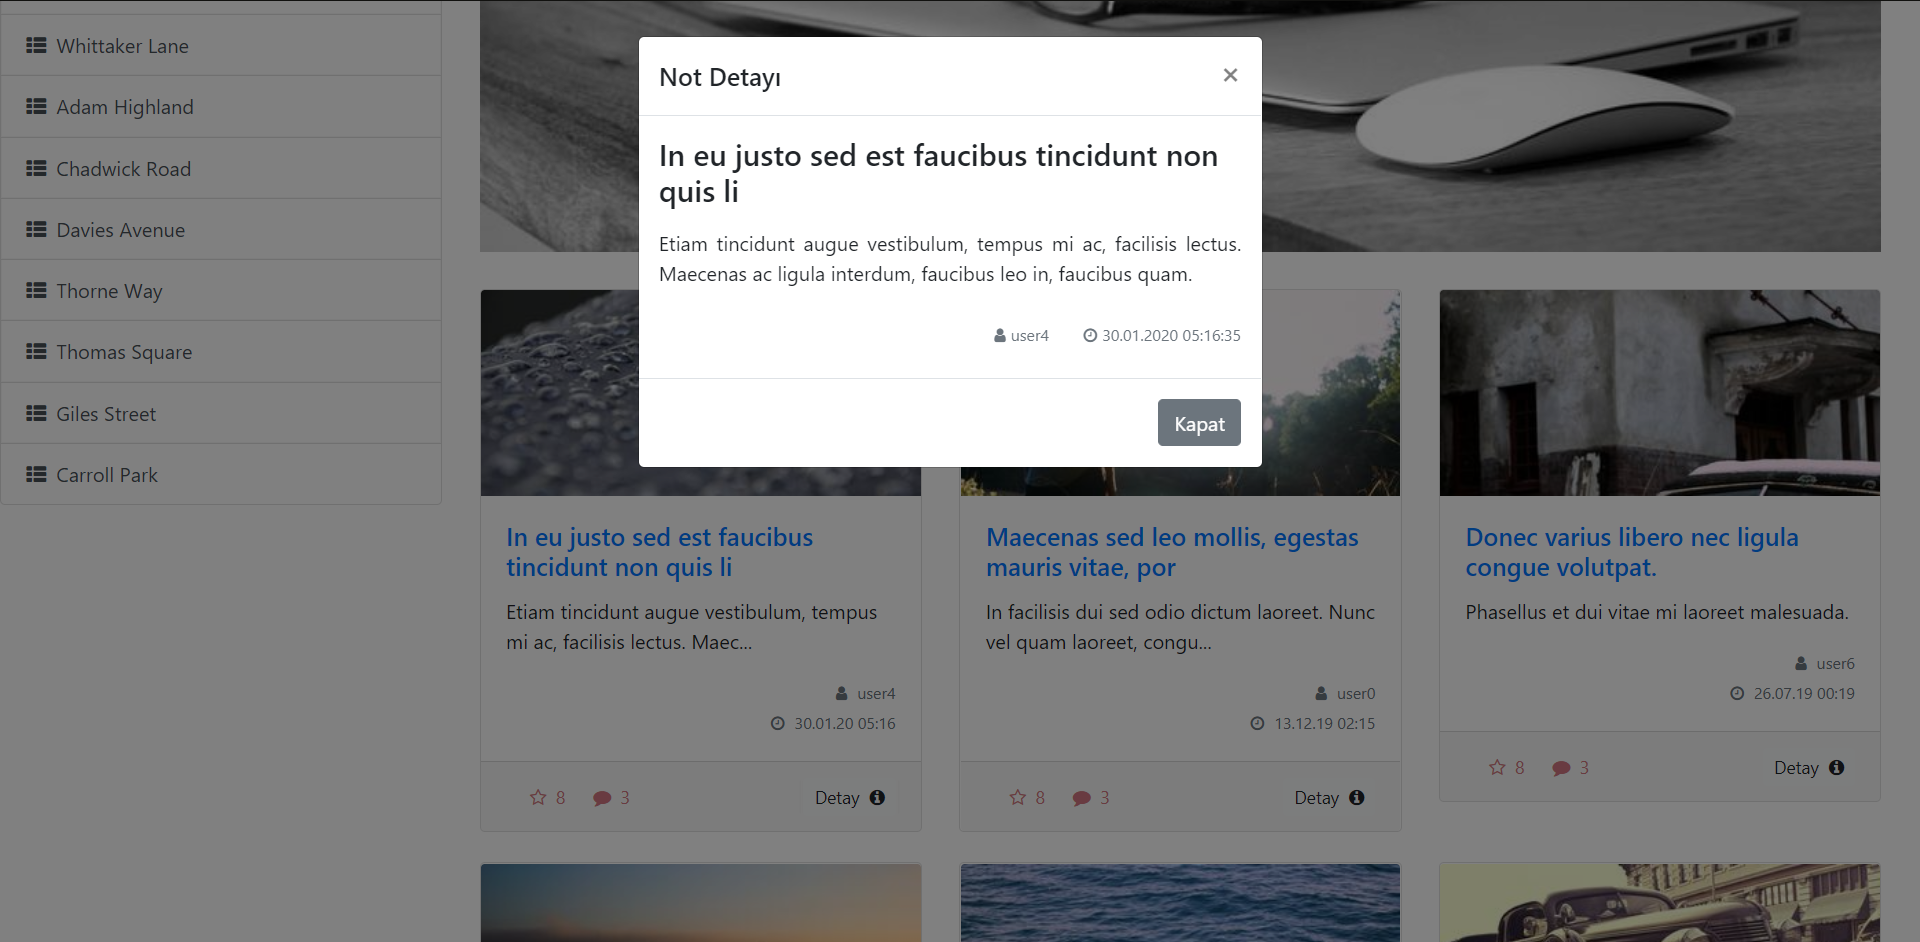 Whittaker Lane
Adam Highland
Chadwick Road
Davies Avenue
Thorne Way
Thomas Square
Giles Street
Carroll Park
Not Detayı
×
In eu justo sed est faucibus tincidunt non
quis li
Etiam tincidunt augue vestibulum, tempus mi ac, facilisis lectus.
Maecenas ac ligula interdum, faucibus leo in, faucibus quam.
user4 30.01.2020 05:16:35
Kapat
In eu justo sed est faucibus
tincidunt non quis li
Etiam tincidunt augue vestibulum, tempus
mi ac, facilisis lectus. Maec...
user4
30.01.20 05:16
8 3 Detay
Maecenas sed leo mollis, egestas
mauris vitae, por
In facilisis dui sed odio dictum laoreet. Nunc
vel quam laoreet, congu...
user0
13.12.19 02:15
8 3 Detay
Donec varius libero nec ligula
congue volutpat.
Phasellus et dui vitae mi laoreet malesuada.
user6
26.07.19 00:19
8 3 Detay